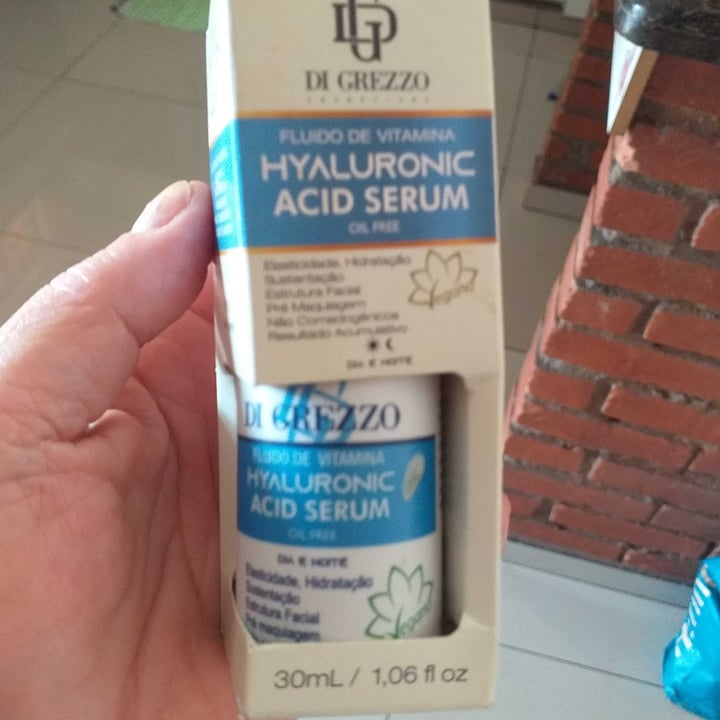 DG
DI GREZZO
COSMETICOS
FLUIDO DE VITAMINA
HYALURONIC
ACID SERUM
OIL FREE
Elasticidade, Hidratação
Sustentação
Estrutura Facial
Pré Maquiagem
Não Comedogênicos
Resultado Acumulativo
Vegano
DIA E NOITE
DI GREZZO
FLUIDO DE VITAMINA
HYALURONIC
ACID SERUM
OIL FREE
DIA E NOITE
Elasticidade, Hidratação
Sustentação
Estrutura Facial
Pré maquiagem
Vegano
30mL / 1,06 fl oz